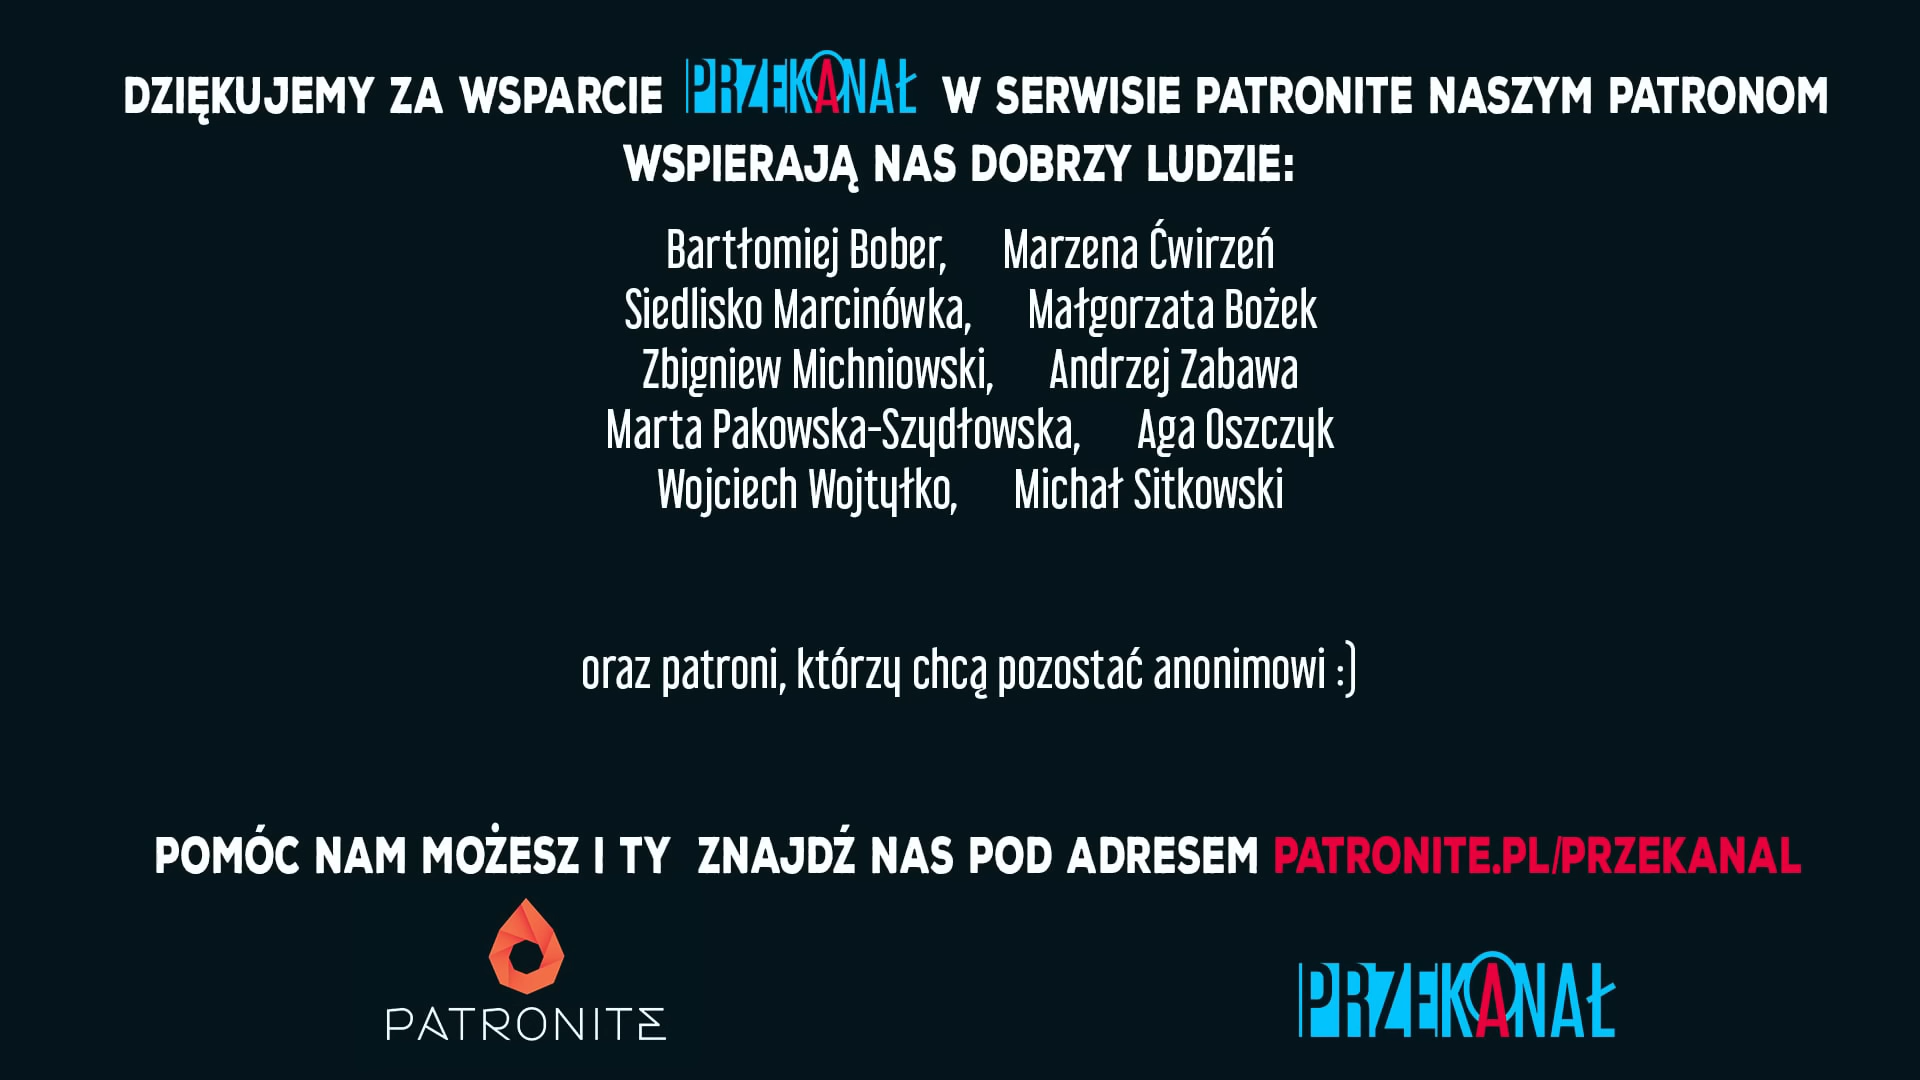 DZIĘKUJEMY ZA WSPARCIE PRZEKANAŁ W SERWISIE PATRONITE NASZYM PATRONOM
WSPIERAJĄ NAS DOBRZY LUDZIE:
Bartłomiej Bober, Marzena Ćwirzeń
Siedlisko Marcinówka, Małgorzata Bożek
Zbigniew Michniowski, Andrzej Zabawa
Marta Pakowska-Szydłowska, Aga Oszczyk
Wojciech Wojtyłko, Michał Sitkowski
oraz patroni, którzy chcą pozostać anonimowi :)
POMÓC NAM MOŻESZ I TY ZNAJDŹ NAS POD ADRESEM PATRONITE.PL/PRZEKANAL
PATRONITE
PRZEKANAŁ